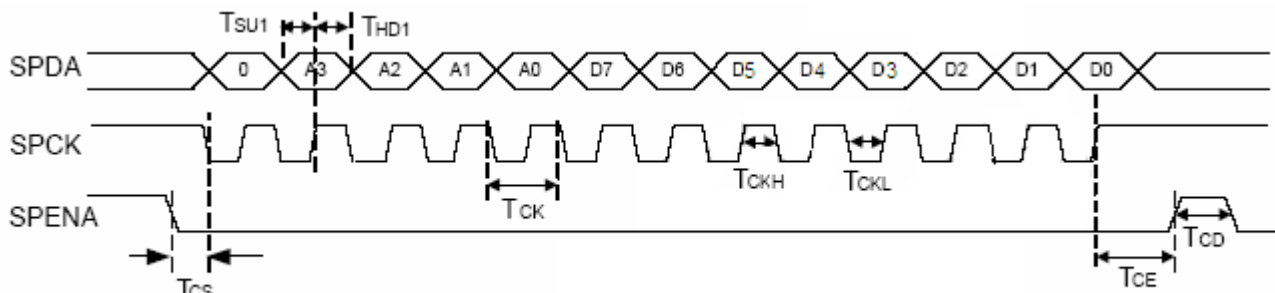 TSU1 THD1
SPDA 0 A3 A2 A1 A0 D7 D6 D5 D4 D3 D2 D1 D0
SPCK
TCKH TCKL
TCK
SPENA
TCD
TCE
TCS